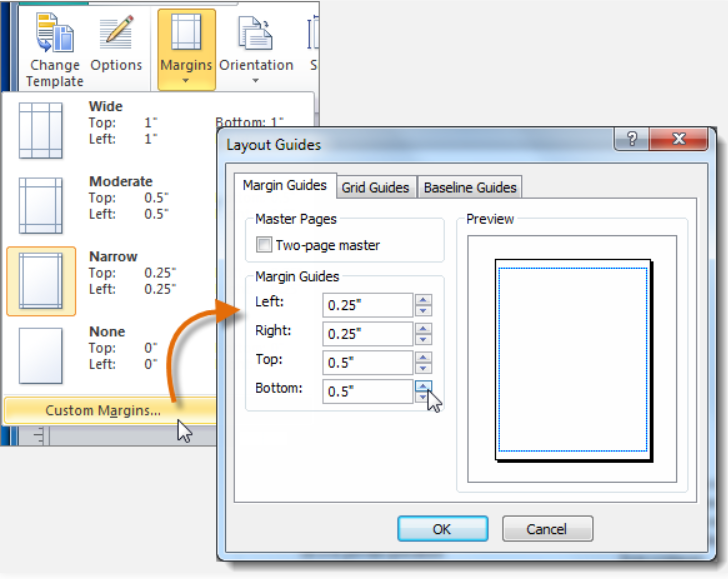 Change Template
Options
Margins
Orientation
S
Wide
Top: 1" Bottom: 1"
Left: 1"
Moderate
Top: 0.5"
Left: 0.5"
Narrow
Top: 0.25"
Left: 0.25"
None
Top: 0"
Left: 0"
Custom Margins...
Layout Guides
?
Margin Guides
Grid Guides
Baseline Guides
Master Pages
Two-page master
Margin Guides
Left: 0.25"
Right: 0.25"
Top: 0.5"
Bottom: 0.5"
Preview
OK
Cancel